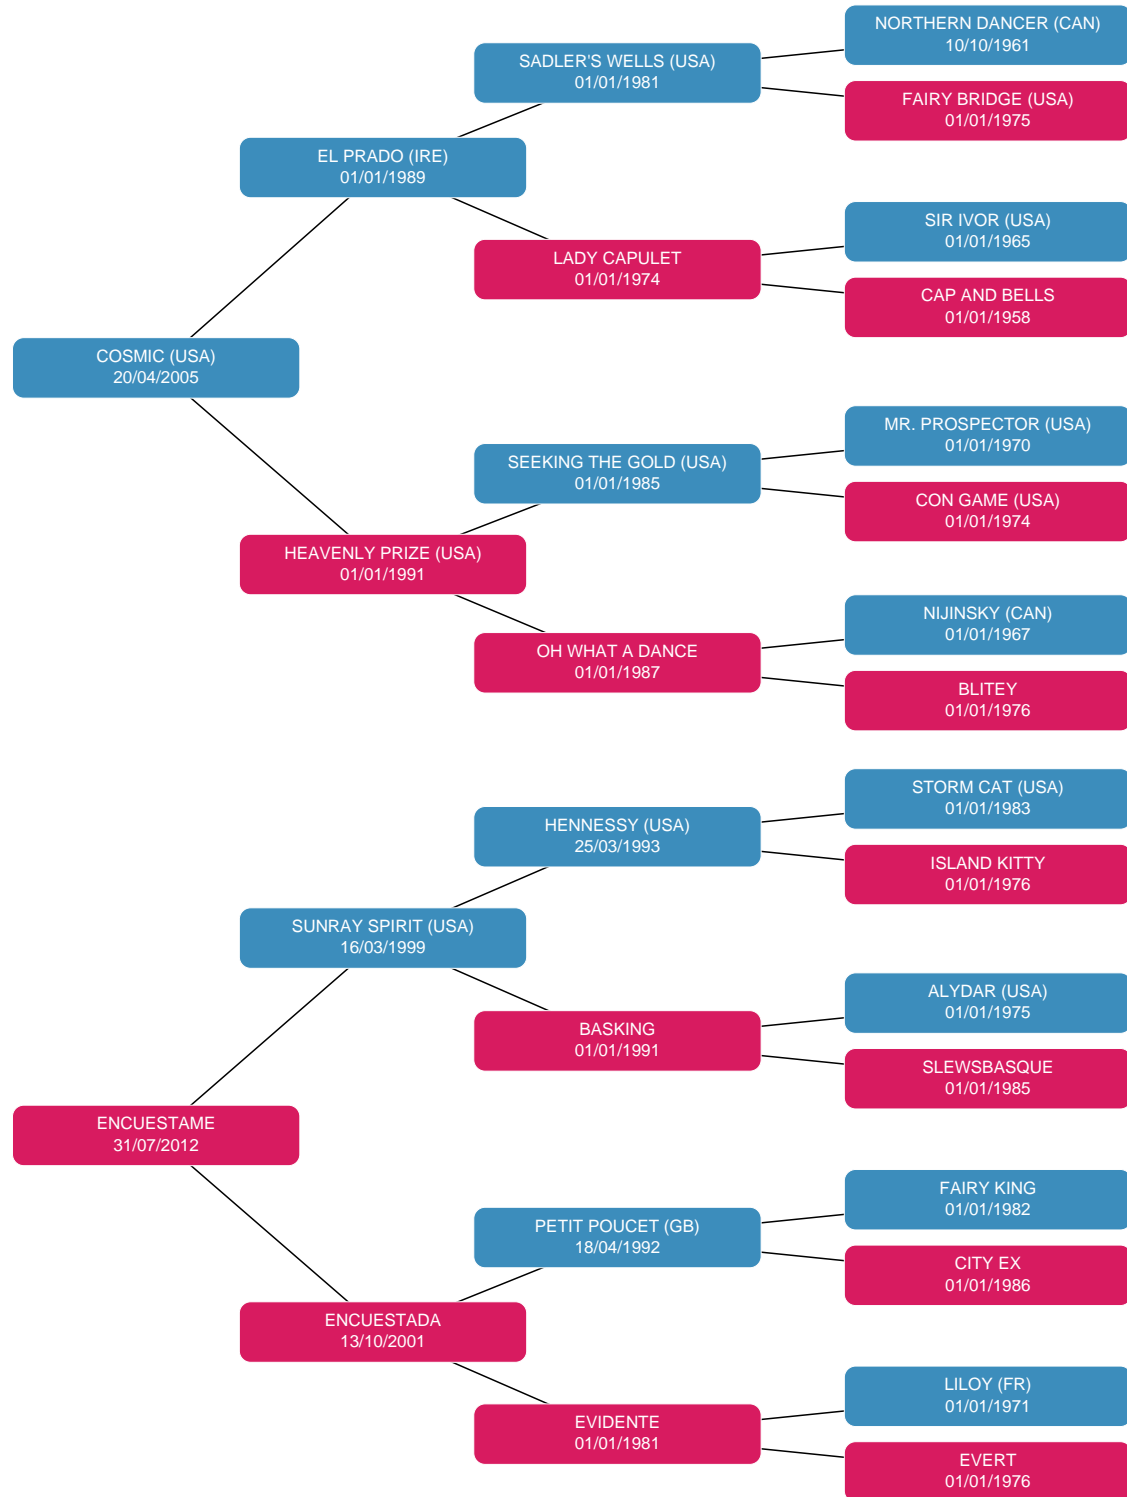 NORTHERN DANCER (CAN)
10/10/1961
SADLER'S WELLS (USA)
01/01/1981
FAIRY BRIDGE (USA)
01/01/1975
EL PRADO (IRE)
01/01/1989
SIR IVOR (USA)
01/01/1965
LADY CAPULET
01/01/1974
CAP AND BELLS
01/01/1958
COSMIC (USA)
20/04/2005
MR. PROSPECTOR (USA)
01/01/1970
SEEKING THE GOLD (USA)
01/01/1985
CON GAME (USA)
01/01/1974
HEAVENLY PRIZE (USA)
01/01/1991
NIJINSKY (CAN)
01/01/1967
OH WHAT A DANCE
01/01/1987
BLITEY
01/01/1976
STORM CAT (USA)
01/01/1983
HENNESSY (USA)
25/03/1993
ISLAND KITTY
01/01/1976
SUNRAY SPIRIT (USA)
16/03/1999
ALYDAR (USA)
01/01/1975
BASKING
01/01/1991
SLEWSBASQUE
01/01/1985
ENCUESTAME
31/07/2012
FAIRY KING
01/01/1982
PETIT POUCET (GB)
18/04/1992
CITY EX
01/01/1986
ENCUESTADA
13/10/2001
LILOY (FR)
01/01/1971
EVIDENTE
01/01/1981
EVERT
01/01/1976